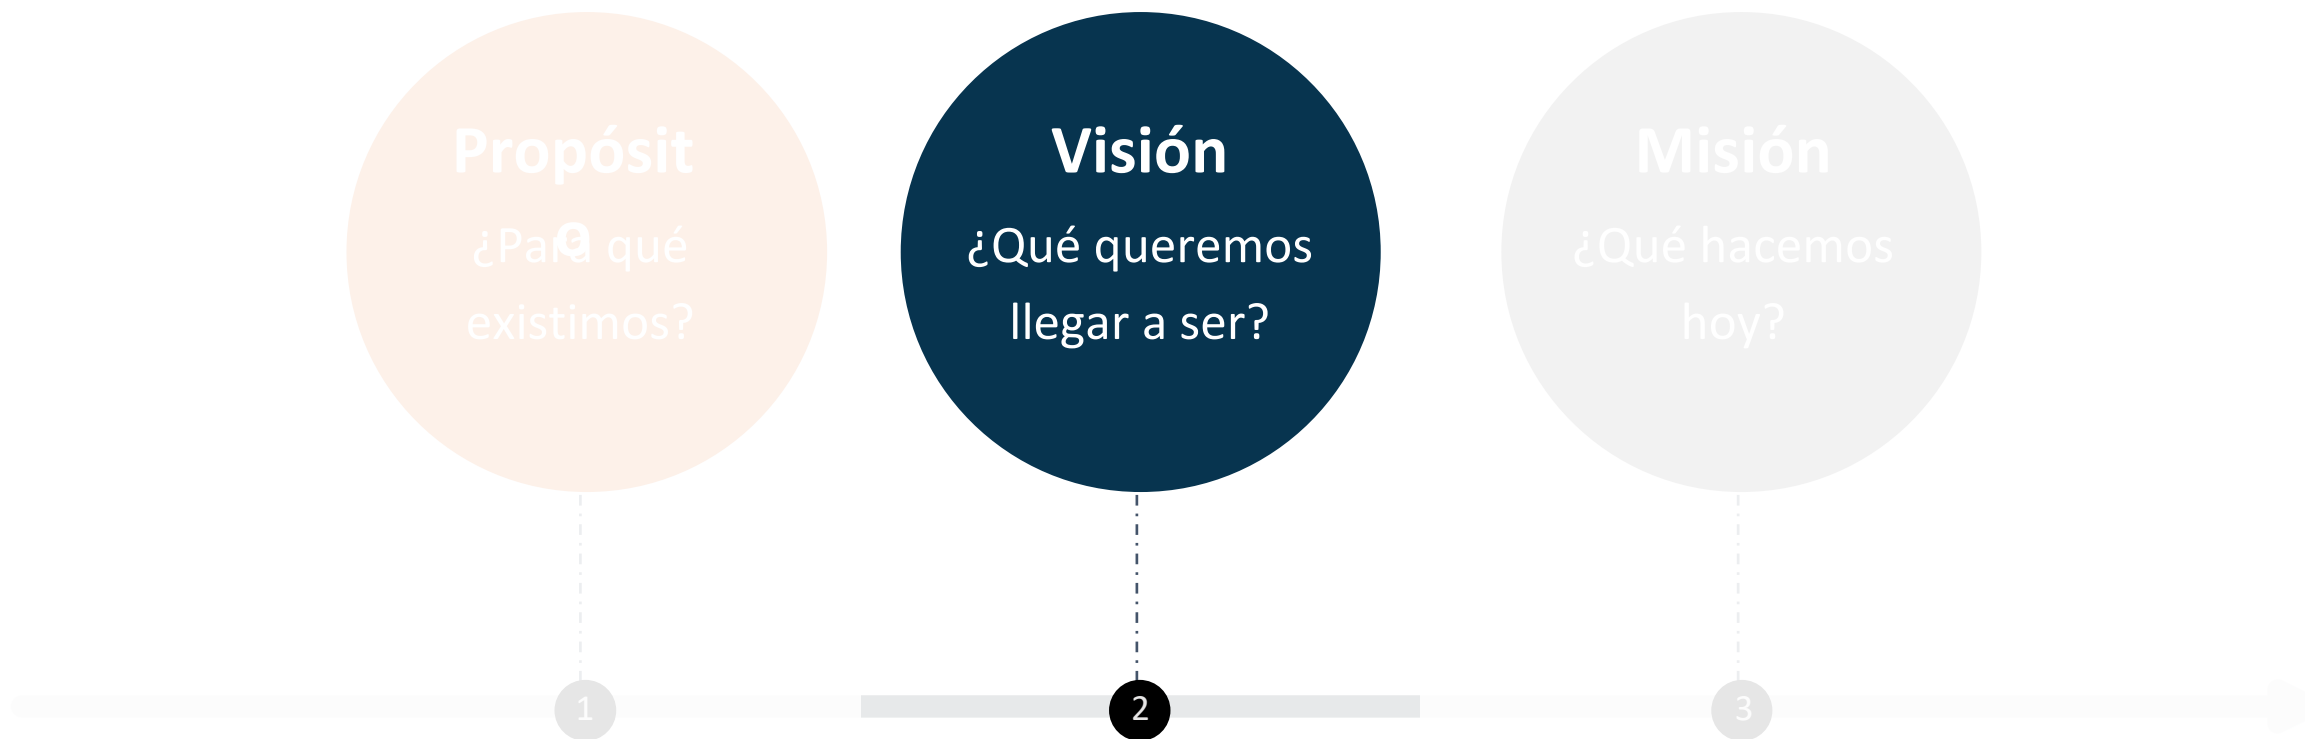 Propósit
o
¿Para qué
existimos?
Visión
¿Qué queremos
llegar a ser?
Misión
¿Qué hacemos
hoy?
1
2
3